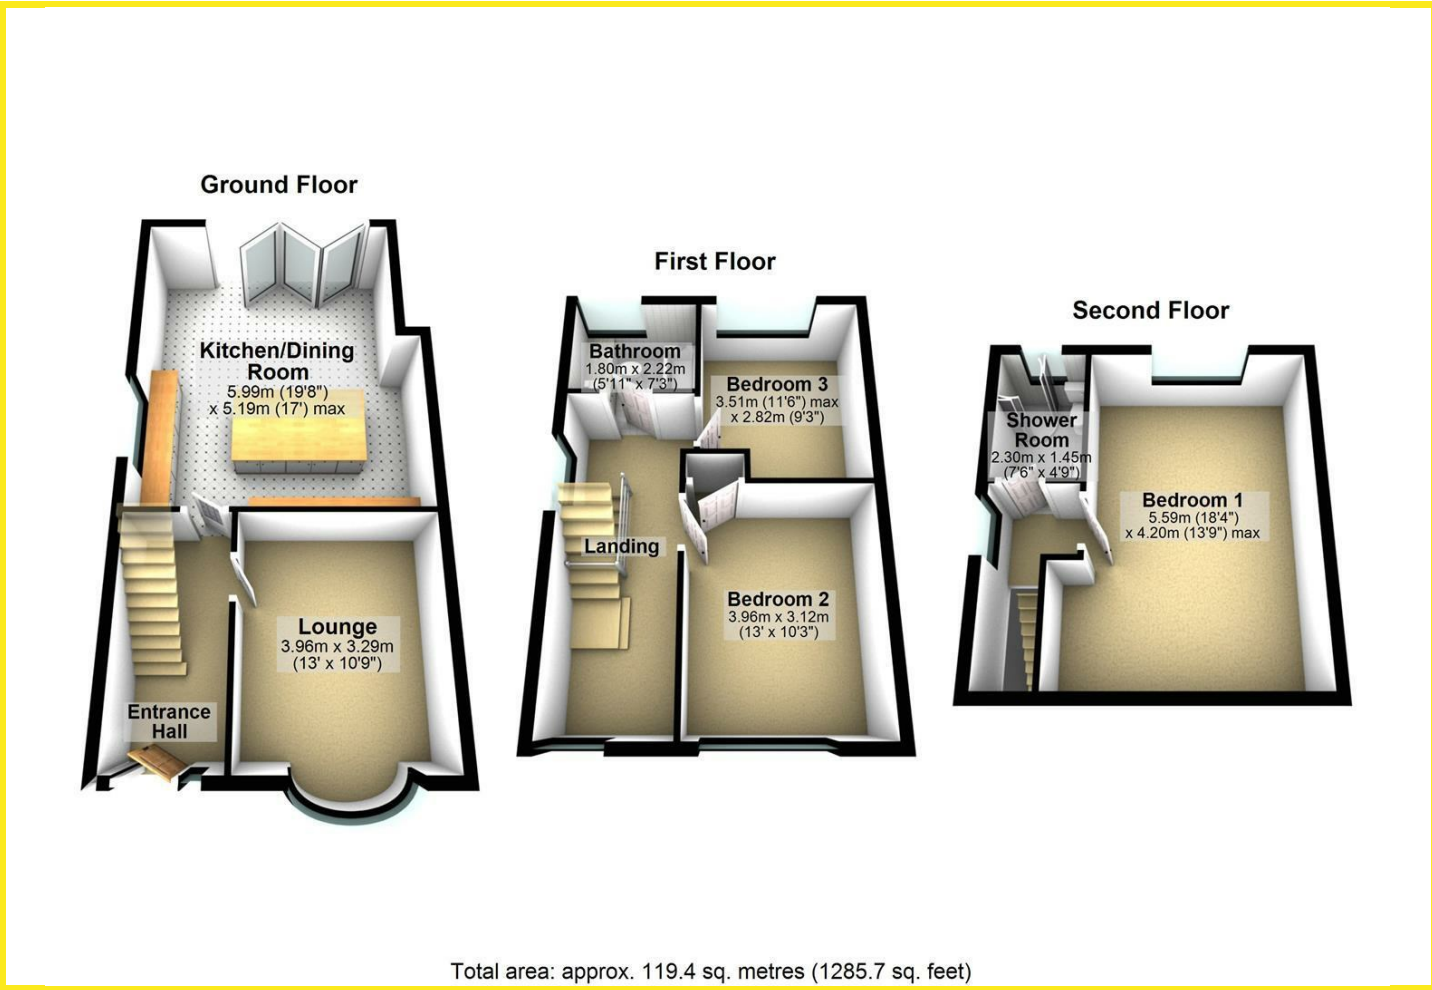 Ground Floor
Kitchen/Dining
Room
5.99m (19'8")
x 5.19m (17') max
Lounge
3.96m x 3.29m
(13' x 10'9")
Entrance
Hall
First Floor
Bathroom
1.80m x 2.22m
(5'11" x 7'3")
Bedroom 3
3.51m (11'6") max
x 2.82m (9'3")
Landing
Bedroom 2
3.96m x 3.12m
(13' x 10'3")
Second Floor
Shower
Room
2.30m x 1.45m
(7'6" x 4'9")
Bedroom 1
5.59m (18'4")
x 4.20m (13'9") max
Total area: approx. 119.4 sq. metres (1285.7 sq. feet)